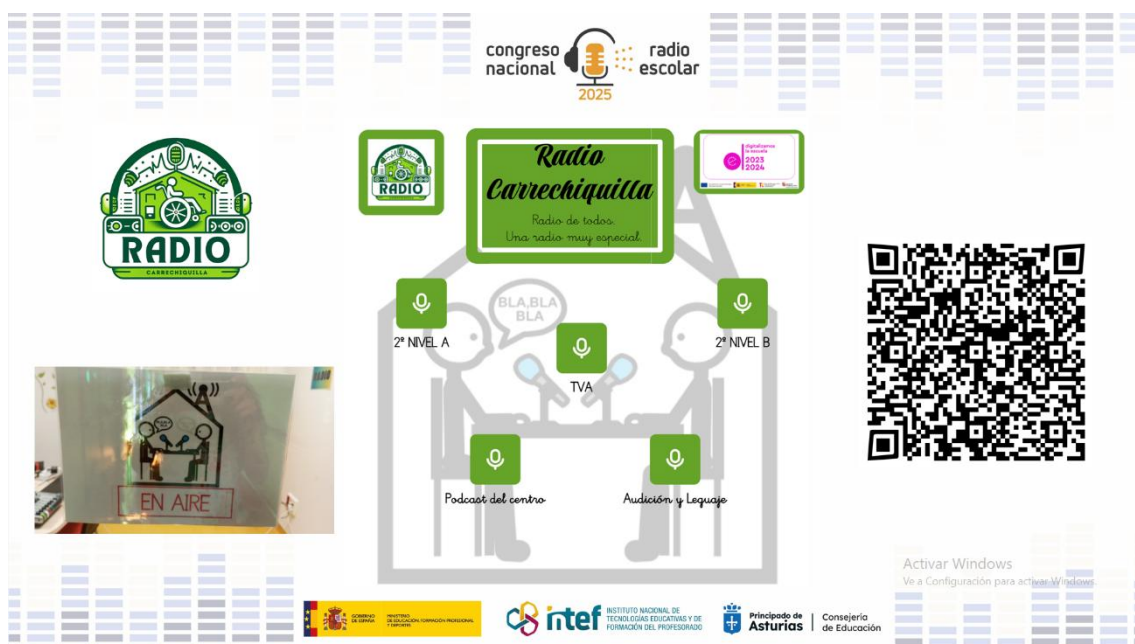 congreso
nacional
radio
escolar
2025
RADIO
CARRECHIQUILLA
RADIO
Radio
Carrechiquilla
Radio de todos.
Una radio muy especial.
digitalizamos
la escuela
2023
2024
BLA,BLA
BLA
2º NIVEL A
TVA
2º NIVEL B
Podcast del centro
Audición y Leguaje
EN AIRE
Activar Windows
Ve a Configuración para activar Windows.
GOBIERNO
DE ESPAÑA
MINISTERIO
DE EDUCACIÓN, FORMACIÓN PROFESIONAL
Y DEPORTES
intef
INSTITUTO NACIONAL DE
TECNOLOGÍAS EDUCATIVAS Y DE
FORMACIÓN DEL PROFESORADO
Principado de
Asturias
Consejería
de Educación